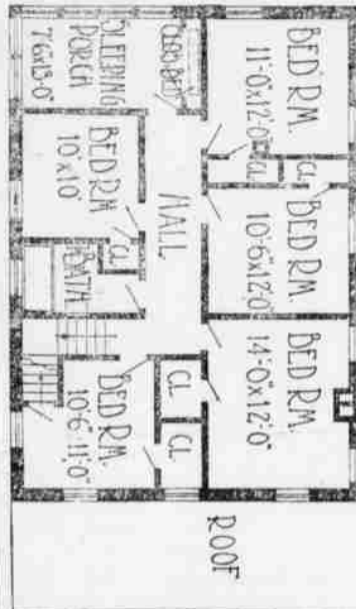 BED RM.
11'-0"x12'-0"
BED RM.
10'-6"x12'-0"
BED RM.
14'-0"x12'-0"
CL
CL
HALL
CL
CL
ROOF
SLEEPING
PORCH
7'6"x13'-0"
BED RM
10'x10'
CL
BATH
BED RM.
10'-6"-11'-0"